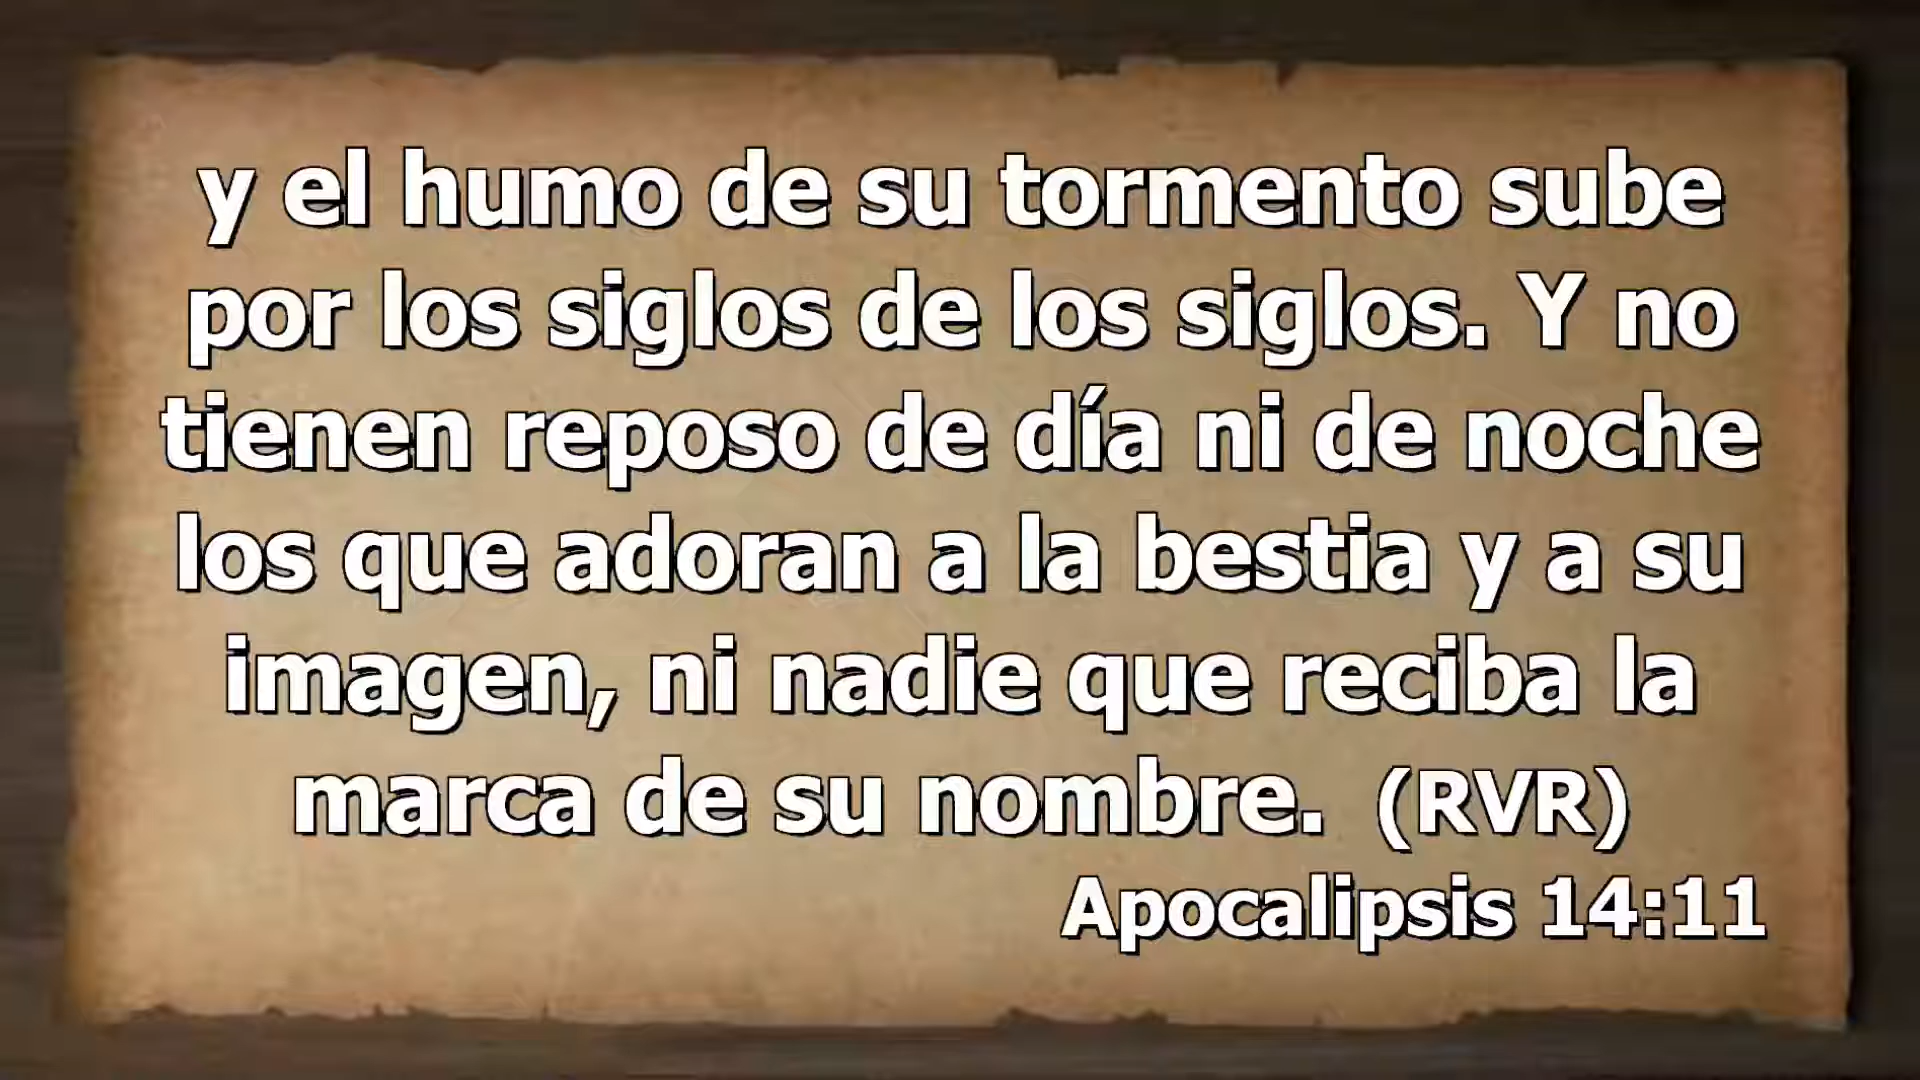 y el humo de su tormento sube
por los siglos de los siglos. Y no
tienen reposo de día ni de noche
los que adoran a la bestia y a su
imagen, ni nadie que reciba la
marca de su nombre. (RVR)
Apocalipsis 14:11